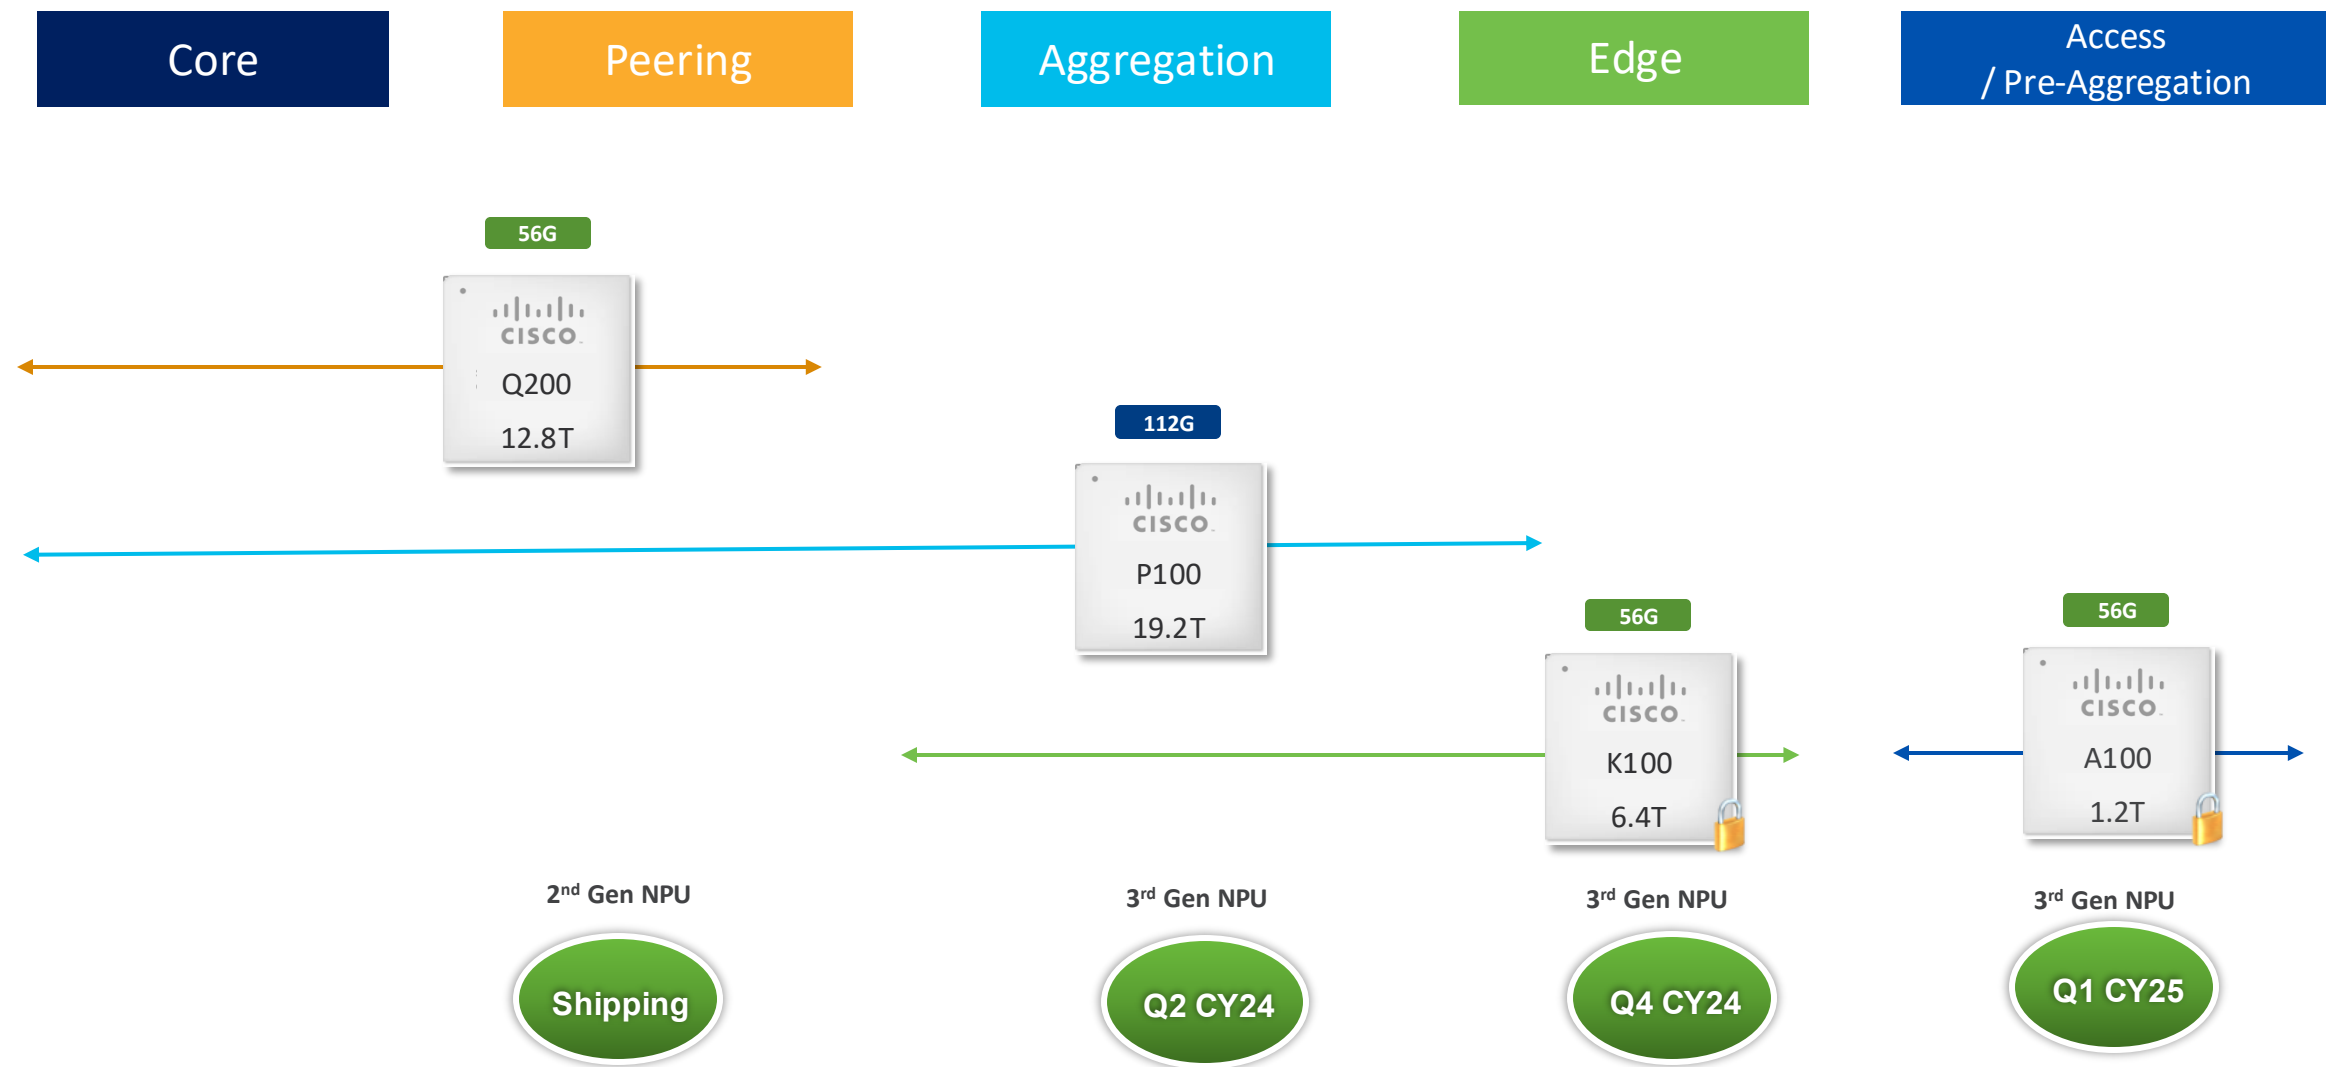 Core
Peering
Aggregation
Edge
Access
/ Pre-Aggregation
56G
CISCO
Q200
12.8T
112G
CISCO
P100
19.2T
56G
CISCO
K100
6.4T
56G
CISCO
A100
1.2T
2nd Gen NPU
Shipping
3rd Gen NPU
Q2 CY24
3rd Gen NPU
Q4 CY24
3rd Gen NPU
Q1 CY25